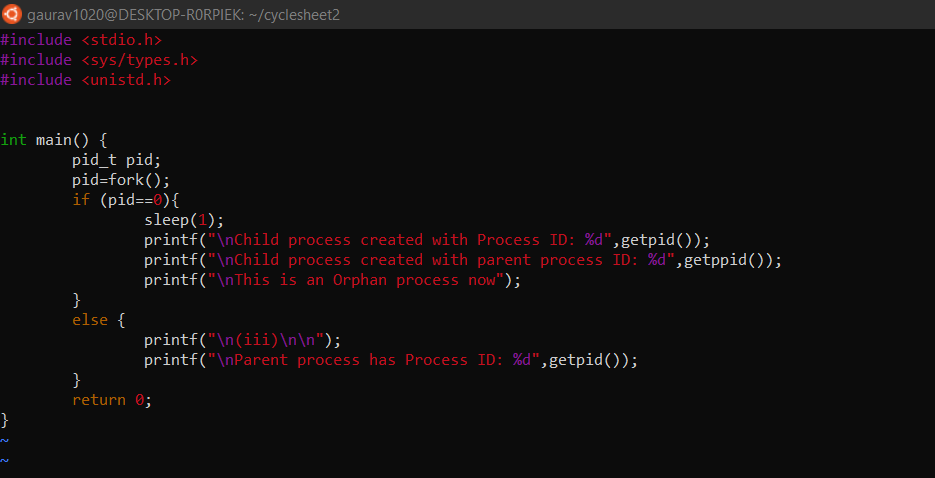 gaurav1020@DESKTOP-R0RPIEK: ~/cyclesheet2
#include <stdio.h>
#include <sys/types.h>
#include <unistd.h>
int main() {
        pid_t pid;
        pid=fork();
        if (pid==0){
                sleep(1);
                printf("\nChild process created with Process ID: %d",getpid());
                printf("\nChild process created with parent process ID: %d",getppid());
                printf("\nThis is an Orphan process now");
        }
        else {
                printf("\n(iii)\n\n");
                printf("\nParent process has Process ID: %d",getpid());
        }
        return 0;
}
~
~